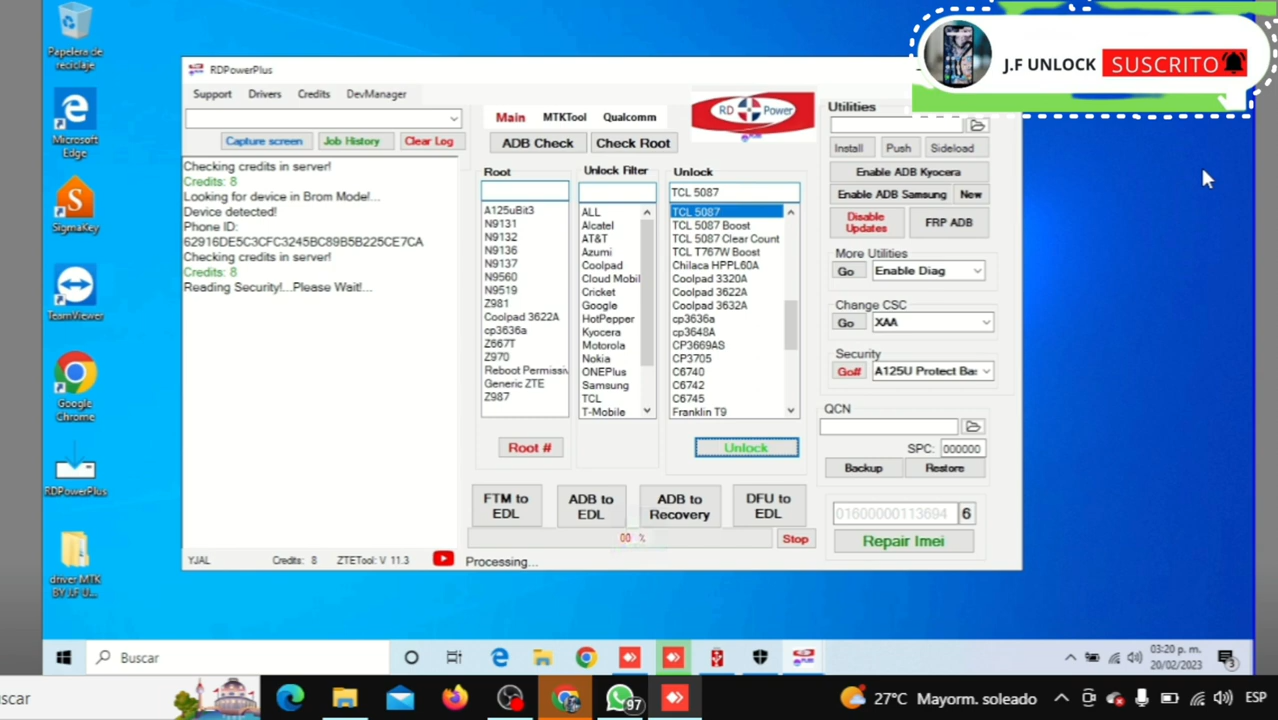 Papelera de
reciclaje
Microsoft
Edge
SigmaKey
TeamViewer
Google
Chrome
RDPowerPlus
driver MTK
BY J.F U...
J.F UNLOCK SUSCRITO
RDPowerPlus
Support Drivers Credits DevManager
Capture screen Job History Clear Log
Checking credits in server!
Credits: 8
Looking for device in Brom Model...
Device detected!
Phone ID:
62916DE5C3CFC3245BC89B5B225CE7CA
Checking credits in server!
Credits: 8
Reading Security!...Please Wait!...
YJAL Credits: 8 ZTETool: V 11.3
Main MTKTool Qualcomm
RD Power
ADB Check Check Root
Root
A125uBit3
N9131
N9132
N9136
N9137
N9560
N9519
Z981
Coolpad 3622A
cp3636a
Z667T
Z970
Reboot Permissiv
Generic ZTE
Z987
Root #
Unlock Filter
ALL
Alcatel
AT&T
Azumi
Coolpad
Cloud Mobil
Cricket
Google
HotPepper
Kyocera
Motorola
Nokia
ONEPlus
Samsung
TCL
T-Mobile
Unlock
TCL 5087
TCL 5087
TCL 5087 Boost
TCL 5087 Clear Count
TCL T767W Boost
Chilaca HPPL60A
Coolpad 3320A
Coolpad 3622A
Coolpad 3632A
cp3636a
cp3648A
CP3669AS
CP3705
C6740
C6742
C6745
Franklin T9
Unlock
FTM to
EDL
ADB to
EDL
ADB to
Recovery
DFU to
EDL
00 %
Stop
Processing...
Utilities
Install Push Sideload
Enable ADB Kyocera
Enable ADB Samsung New
Disable
Updates
FRP ADB
More Utilities
Go Enable Diag
Change CSC
Go XAA
Security
Go# A125U Protect Ba
QCN
SPC: 000000
Backup Restore
01600000113694 6
Repair Imei
Buscar
03:20 p. m.
20/02/2023
3
uscar
97
27°C Mayorm. soleado
ESP